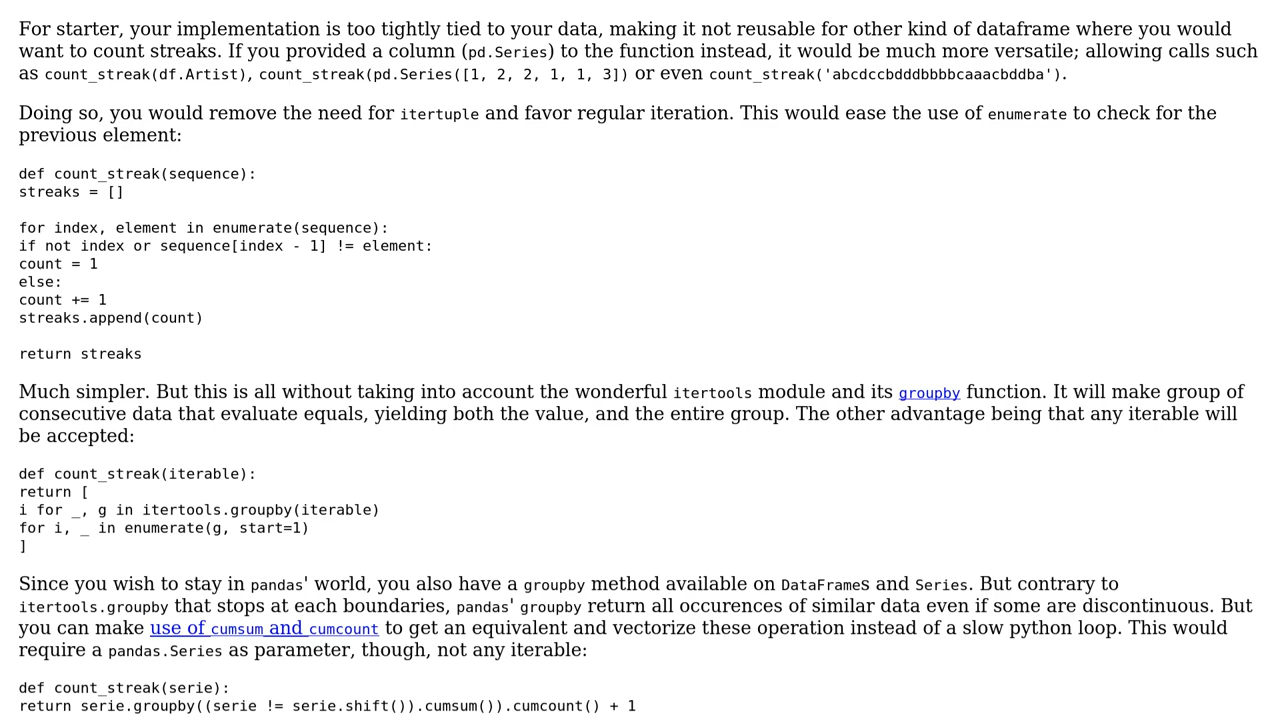 For starter, your implementation is too tightly tied to your data, making it not reusable for other kind of dataframe where you would
want to count streaks. If you provided a column (pd.Series) to the function instead, it would be much more versatile; allowing calls such
as count_streak(df.Artist), count_streak(pd.Series([1, 2, 2, 1, 1, 3]) or even count_streak('abcdccbdddbbbbcaaacbddba').
Doing so, you would remove the need for itertuple and favor regular iteration. This would ease the use of enumerate to check for the
previous element:
def count_streak(sequence):
streaks = []
for index, element in enumerate(sequence):
if not index or sequence[index - 1] != element:
count = 1
else:
count += 1
streaks.append(count)
return streaks
Much simpler. But this is all without taking into account the wonderful itertools module and its groupby function. It will make group of
consecutive data that evaluate equals, yielding both the value, and the entire group. The other advantage being that any iterable will
be accepted:
def count_streak(iterable):
return [
i for _, g in itertools.groupby(iterable)
for i, _ in enumerate(g, start=1)
]
Since you wish to stay in pandas' world, you also have a groupby method available on DataFrames and Series. But contrary to
itertools.groupby that stops at each boundaries, pandas' groupby return all occurences of similar data even if some are discontinuous. But
you can make use of cumsum and cumcount to get an equivalent and vectorize these operation instead of a slow python loop. This would
require a pandas.Series as parameter, though, not any iterable:
def count_streak(serie):
return serie.groupby((serie != serie.shift()).cumsum()).cumcount() + 1